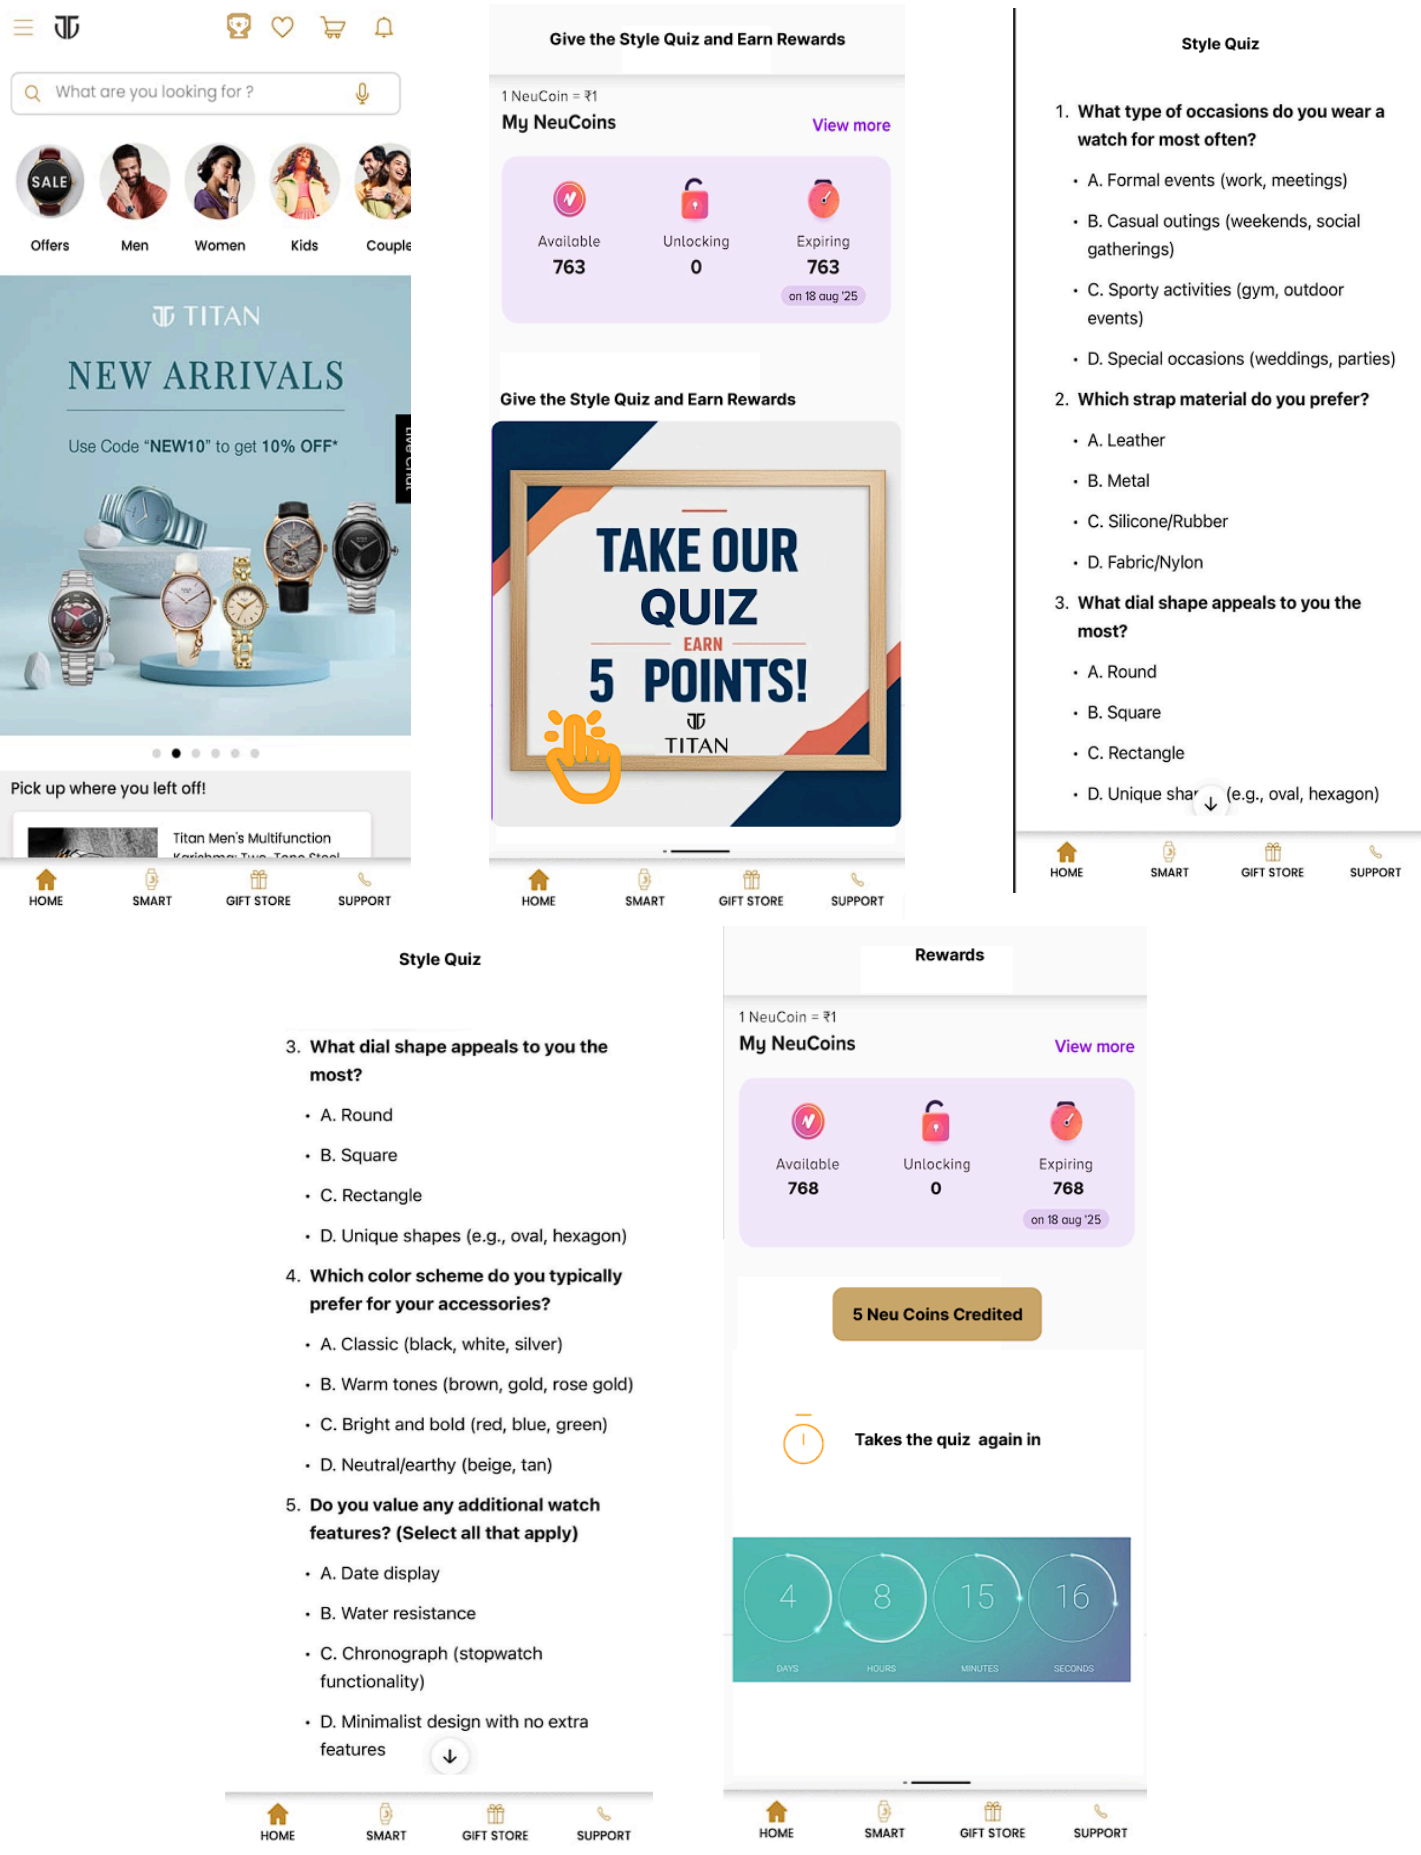 What are you looking for ?
SALE
Offers
Men
Women
Kids
Couple
TITAN
NEW ARRIVALS
Use Code “NEW10” to get 10% OFF*
Live Chat
Pick up where you left off!
Titan Men's Multifunction
Karishma: Two-Tone Steel
HOME
SMART
GIFT STORE
SUPPORT
Give the Style Quiz and Earn Rewards
1 NeuCoin = ₹1
My NeuCoins
View more
Available
Unlocking
Expiring
763
0
763
on 18 aug '25
Give the Style Quiz and Earn Rewards
TAKE OUR
QUIZ
EARN
5 POINTS!
TITAN
HOME
SMART
GIFT STORE
SUPPORT
Style Quiz
1. What type of occasions do you wear a
watch for most often?
• A. Formal events (work, meetings)
• B. Casual outings (weekends, social
gatherings)
• C. Sporty activities (gym, outdoor
events)
• D. Special occasions (weddings, parties)
2. Which strap material do you prefer?
• A. Leather
• B. Metal
• C. Silicone/Rubber
• D. Fabric/Nylon
3. What dial shape appeals to you the
most?
• A. Round
• B. Square
• C. Rectangle
• D. Unique shapes (e.g., oval, hexagon)
HOME
SMART
GIFT STORE
SUPPORT
Style Quiz
3. What dial shape appeals to you the
most?
• A. Round
• B. Square
• C. Rectangle
• D. Unique shapes (e.g., oval, hexagon)
4. Which color scheme do you typically
prefer for your accessories?
• A. Classic (black, white, silver)
• B. Warm tones (brown, gold, rose gold)
• C. Bright and bold (red, blue, green)
• D. Neutral/earthy (beige, tan)
5. Do you value any additional watch
features? (Select all that apply)
• A. Date display
• B. Water resistance
• C. Chronograph (stopwatch
functionality)
• D. Minimalist design with no extra
features
HOME
SMART
GIFT STORE
SUPPORT
Rewards
1 NeuCoin = ₹1
My NeuCoins
View more
Available
Unlocking
Expiring
768
0
768
on 18 aug '25
5 Neu Coins Credited
Takes the quiz again in
4
8
15
16
DAYS
HOURS
MINUTES
SECONDS
HOME
SMART
GIFT STORE
SUPPORT